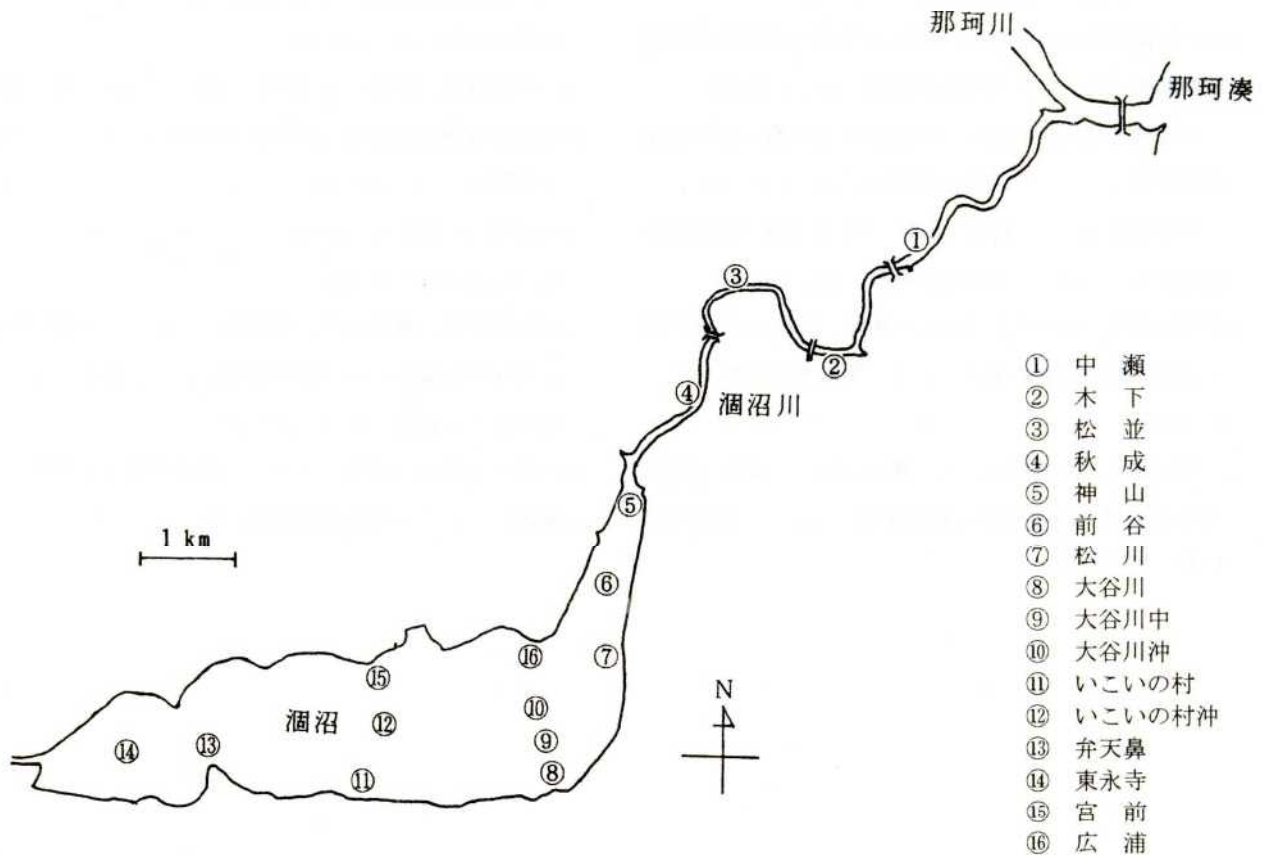 那珂川
那珂湊
①
③
②
④
涸沼川
⑤
1 km
⑥
⑯
⑦
⑮
N
⑩
涸沼
⑫
⑭
⑬
⑨
⑪
⑧
① 中瀬
② 木下
③ 松並
④ 秋成
⑤ 神山
⑥ 前谷
⑦ 松川
⑧ 大谷川
⑨ 大谷川中
⑩ 大谷川沖
⑪ いこいの村
⑫ いこいの村沖
⑬ 弁天鼻
⑭ 東永寺
⑮ 宮前
⑯ 広浦